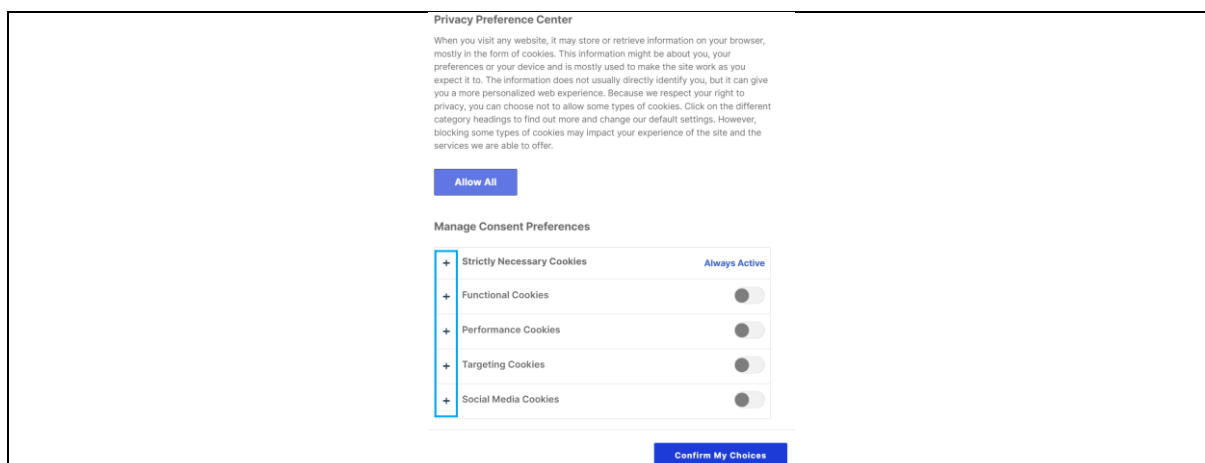 Privacy Preference Center
When you visit any website, it may store or retrieve information on your browser,
mostly in the form of cookies. This information might be about you, your
preferences or your device and is mostly used to make the site work as you
expect it to. The information does not usually directly identify you, but it can give
you a more personalized web experience. Because we respect your right to
privacy, you can choose not to allow some types of cookies. Click on the different
category headings to find out more and change our default settings. However,
blocking some types of cookies may impact your experience of the site and the
services we are able to offer.
Allow All
Manage Consent Preferences
+ Strictly Necessary Cookies Always Active
+ Functional Cookies
+ Performance Cookies
+ Targeting Cookies
+ Social Media Cookies
Confirm My Choices